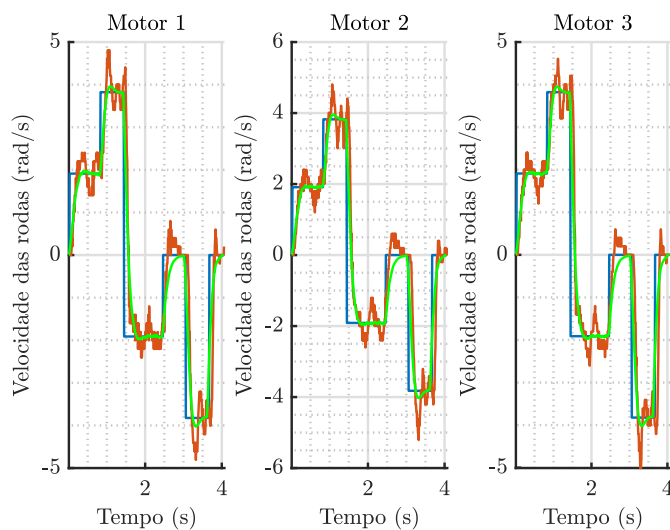 Motor 1
Velocidade das rodas (rad/s)
5
0
-5
2
4
Tempo (s)
Motor 2
Velocidade das rodas (rad/s)
6
4
2
0
-2
-4
-6
2
4
Tempo (s)
Motor 3
Velocidade das rodas (rad/s)
5
0
-5
2
4
Tempo (s)